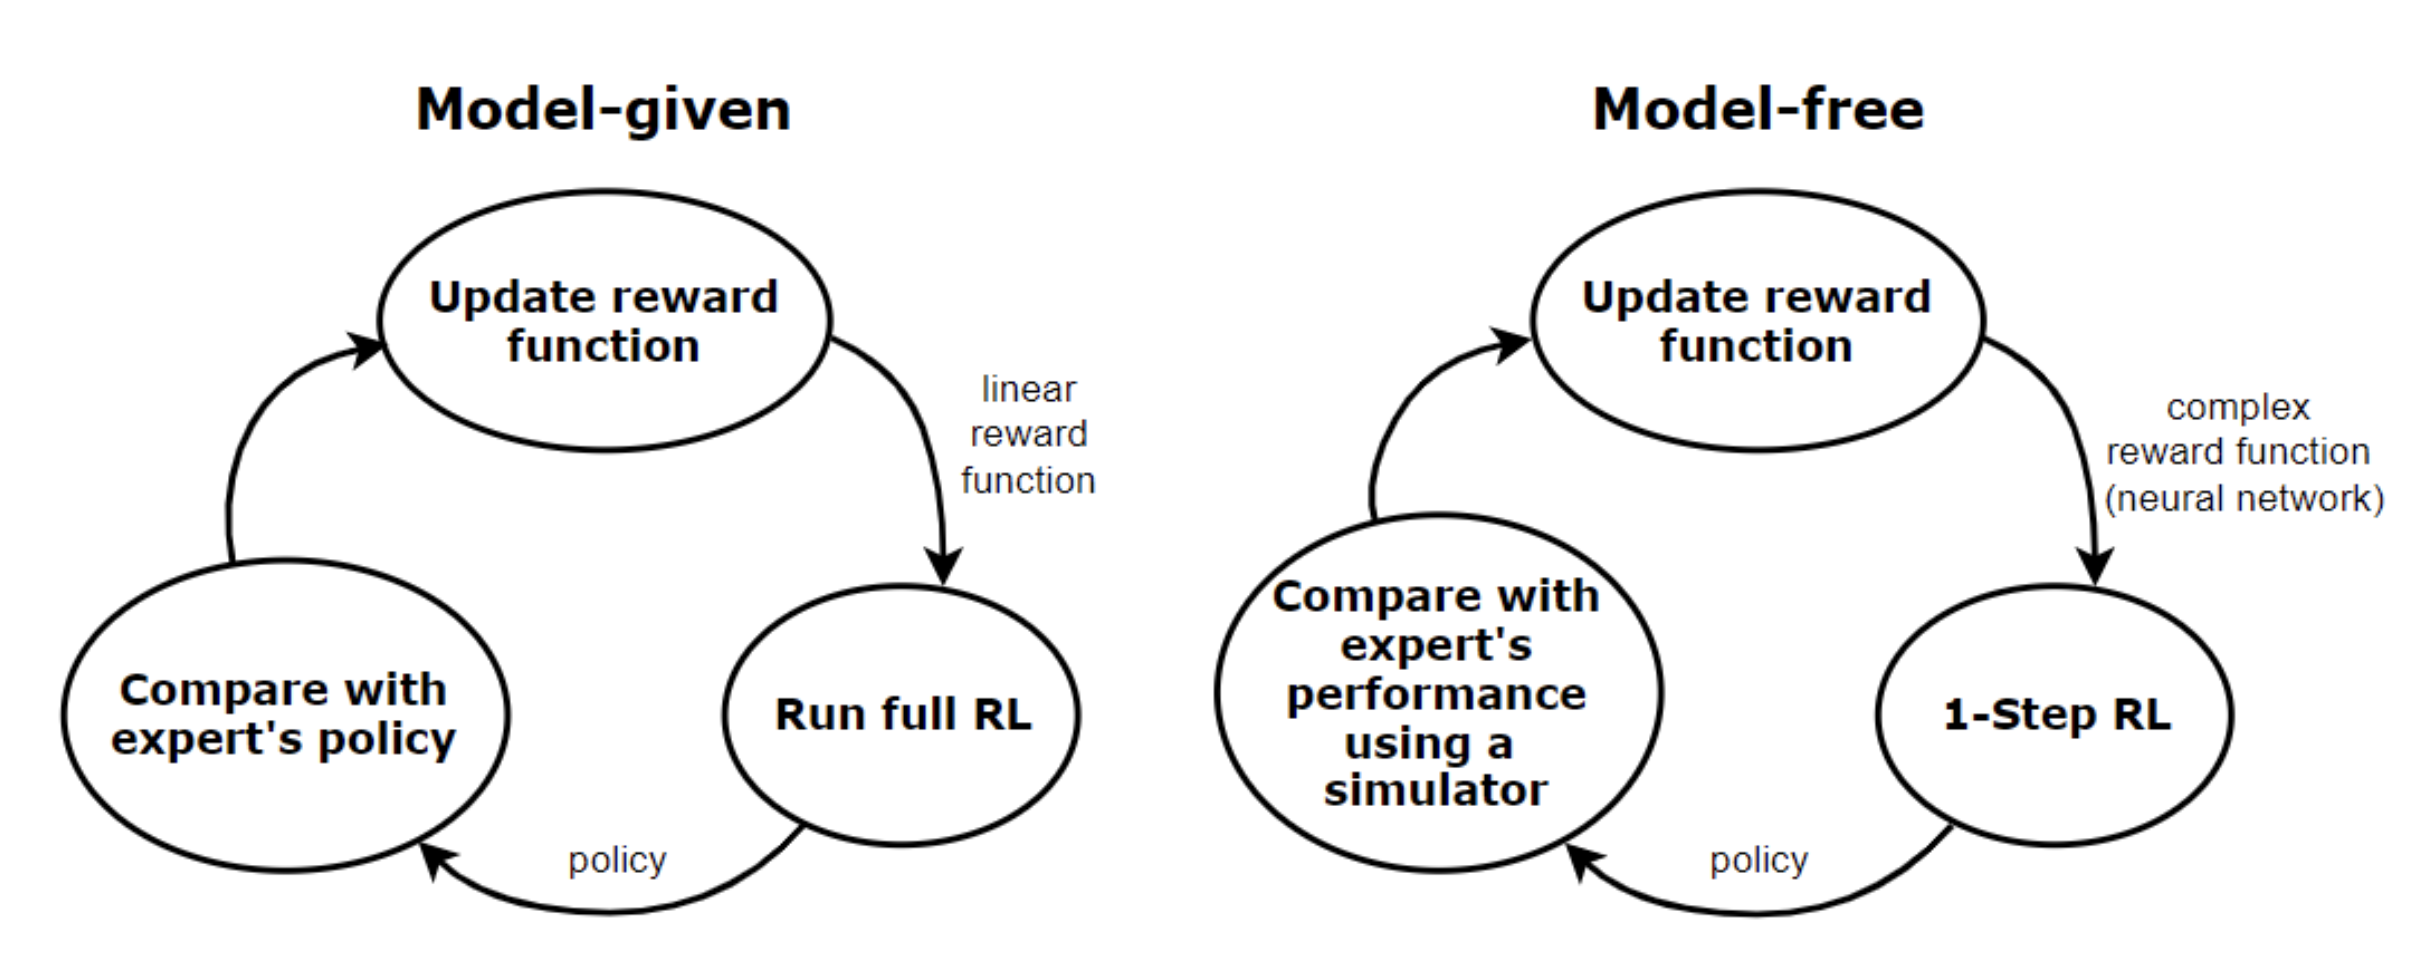 Model-given
Update reward
function
linear
reward
function
Run full RL
policy
Compare with
expert's policy
Model-free
Update reward
function
complex
reward function
(neural network)
1-Step RL
policy
Compare with
expert's
performance
using a
simulator